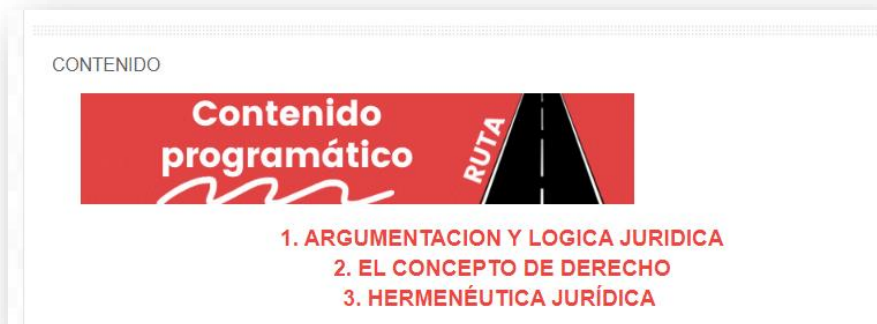 CONTENIDO
Contenido
programático
RUTA
1. ARGUMENTACION Y LOGICA JURIDICA
2. EL CONCEPTO DE DERECHO
3. HERMENÉUTICA JURÍDICA